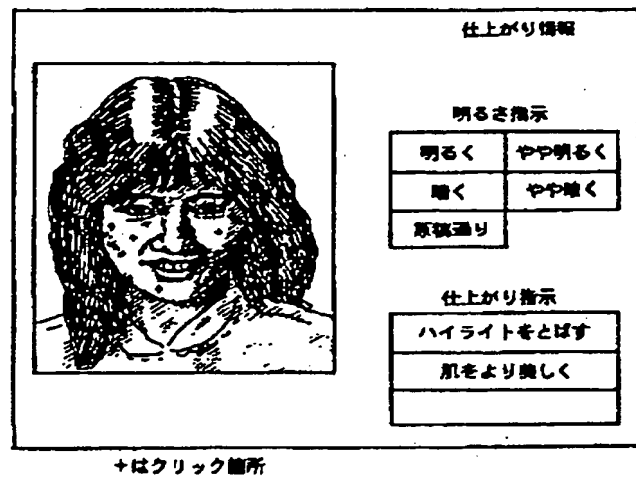 仕上がり情報
明るさ指示
明るく やや明るく
暗く やや暗く
原稿通り
仕上がり指示
ハイライトをとばす
肌をより美しく
+はクリック箇所